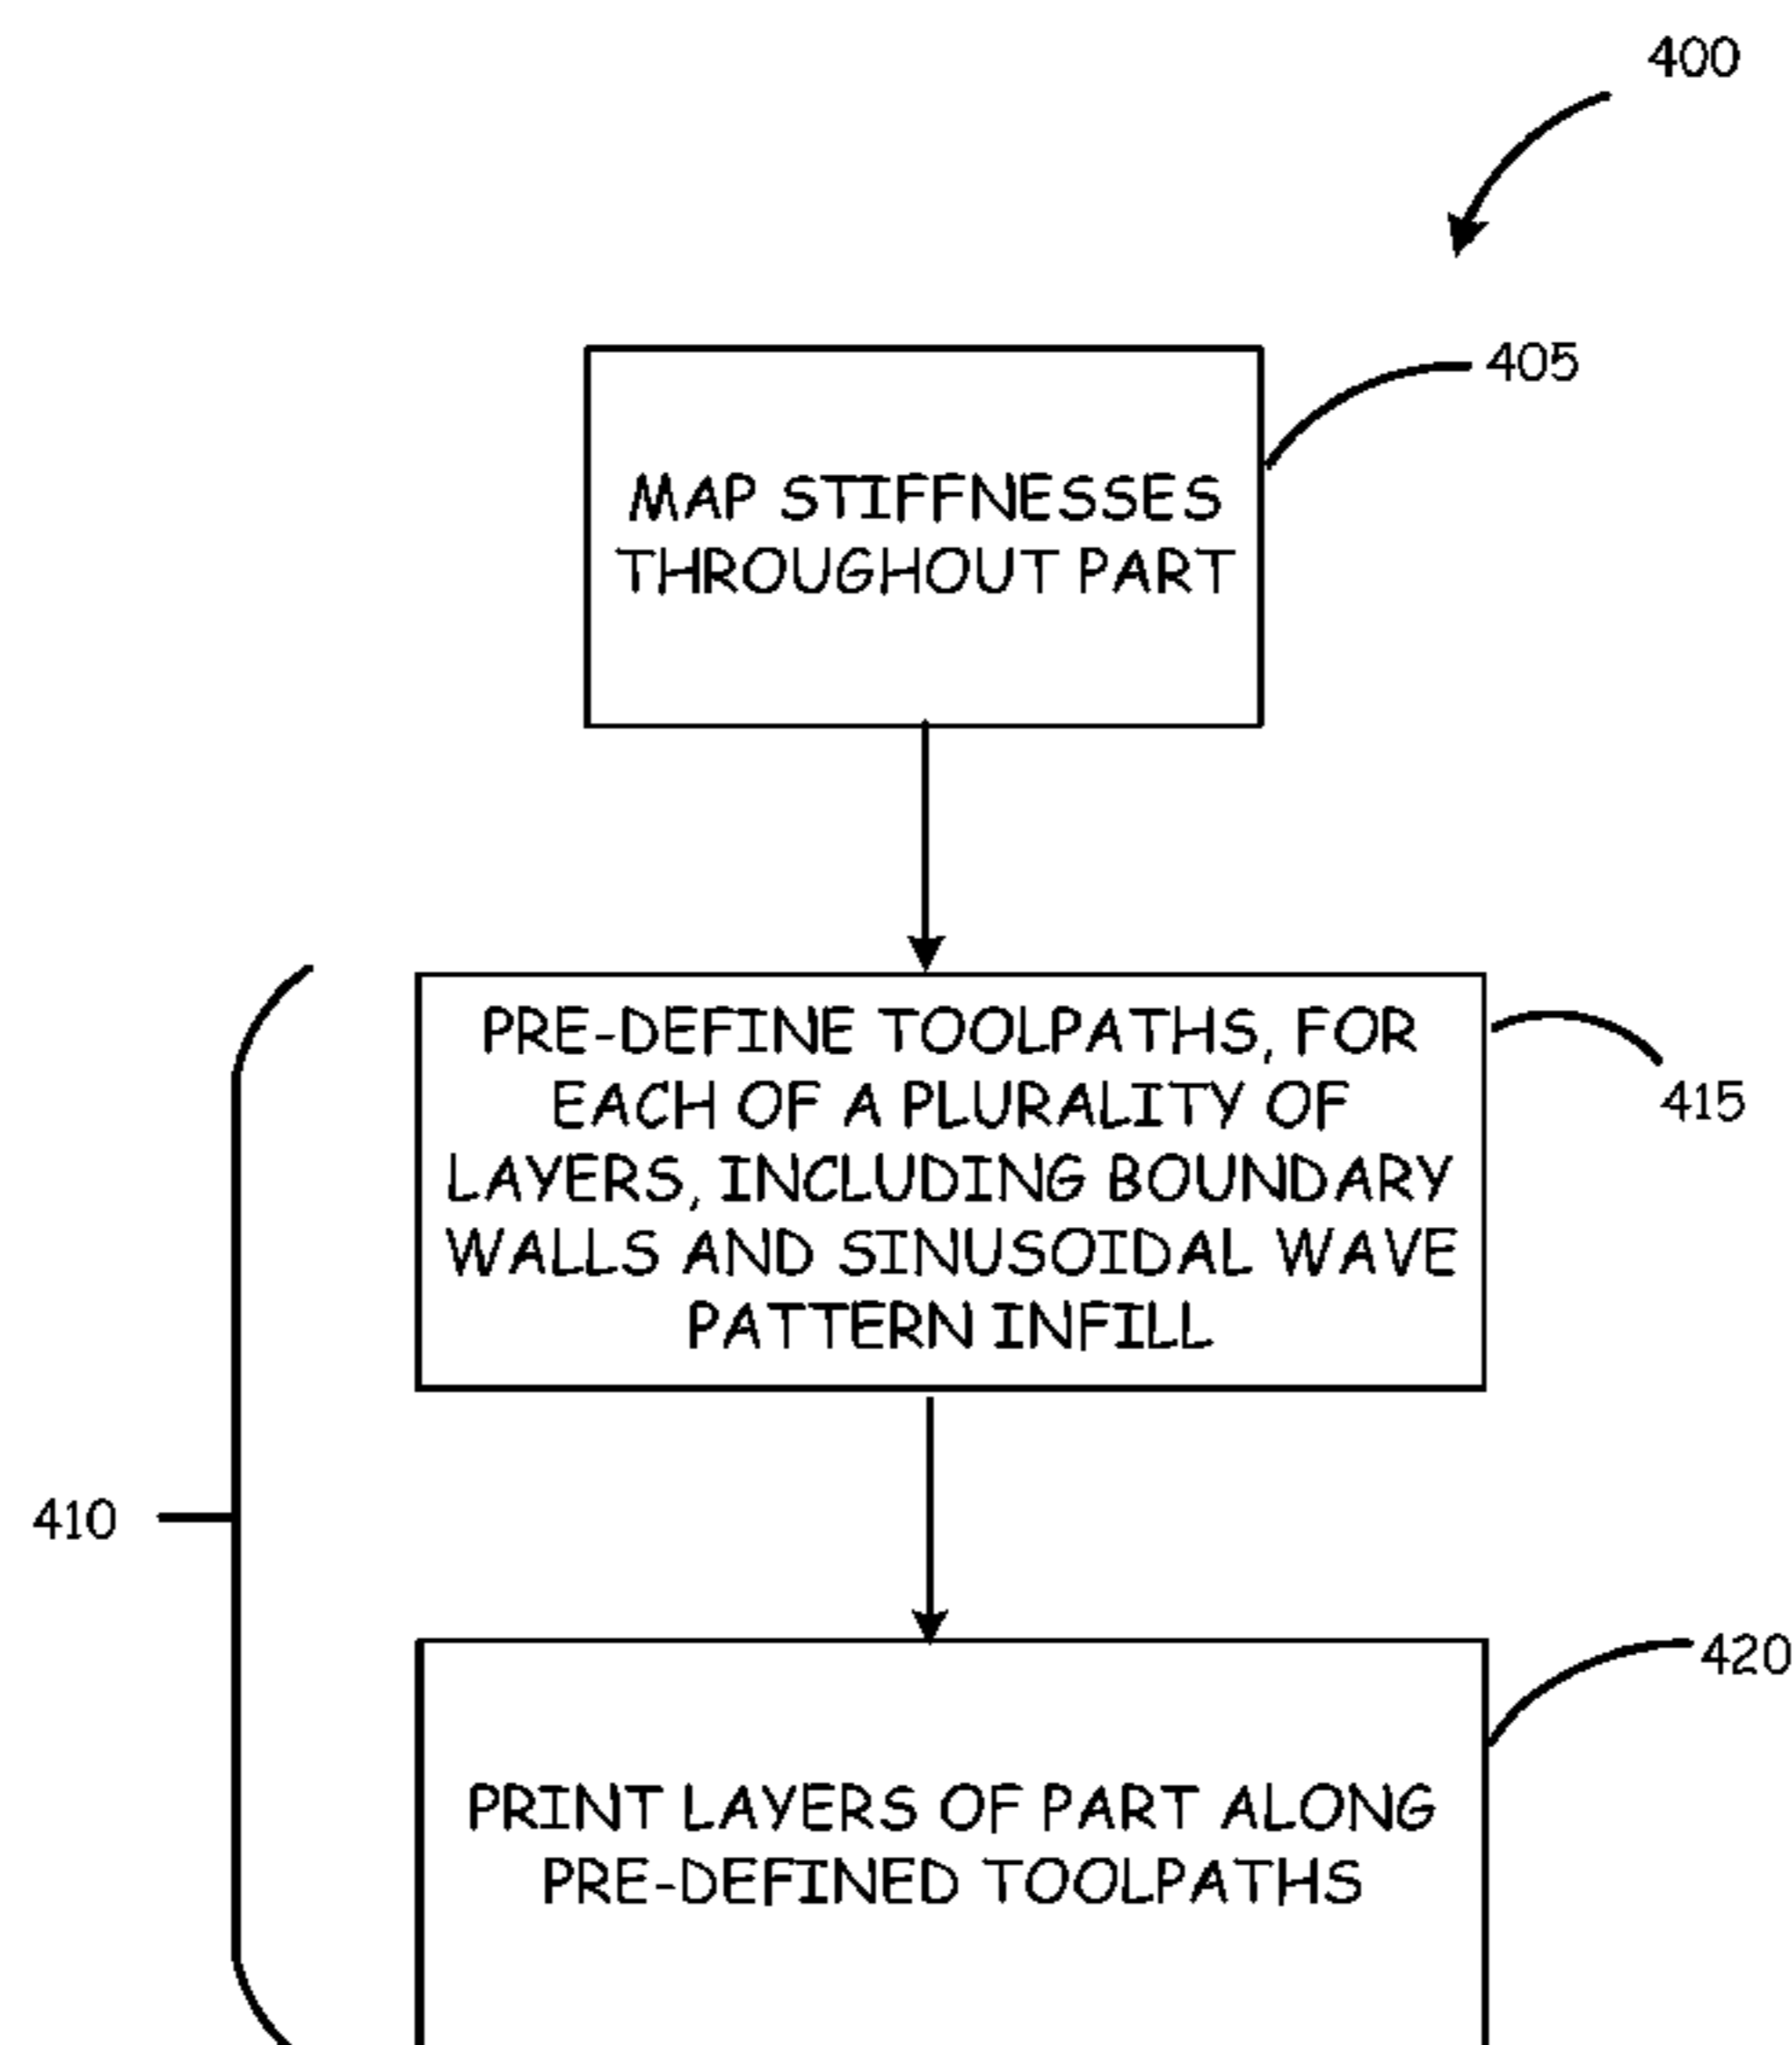 400
405
MAP STIFFNESSES
THROUGHOUT PART
PRE-DEFINE TOOLPATHS, FOR
EACH OF A PLURALITY OF
LAYERS, INCLUDING BOUNDARY
WALLS AND SINUSOIDAL WAVE
PATTERN INFILL
415
410
420
PRINT LAYERS OF PART ALONG
PRE-DEFINED TOOLPATHS